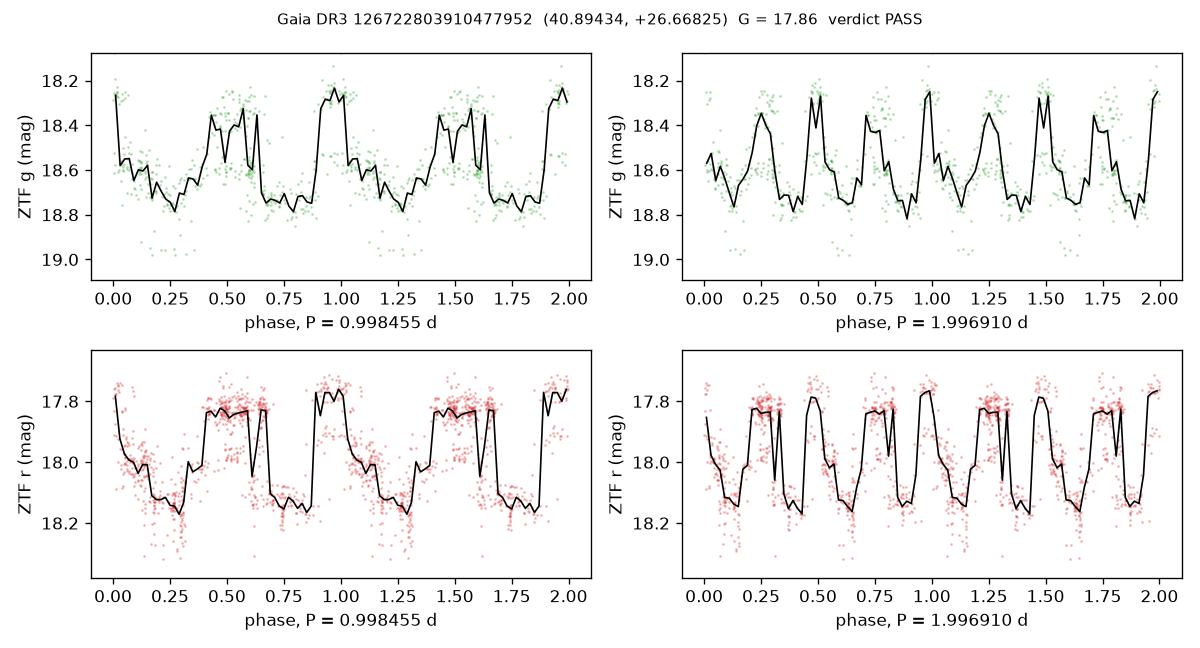 Gaia DR3 126722803910477952  (40.89434, +26.66825)  G = 17.86  verdict PASS
ZTF g (mag)
18.2
18.4
18.6
18.8
19.0
0.00 0.25 0.50 0.75 1.00 1.25 1.50 1.75 2.00
phase, P = 0.998455 d
ZTF g (mag)
18.2
18.4
18.6
18.8
19.0
0.00 0.25 0.50 0.75 1.00 1.25 1.50 1.75 2.00
phase, P = 1.996910 d
ZTF r (mag)
17.8
18.0
18.2
0.00 0.25 0.50 0.75 1.00 1.25 1.50 1.75 2.00
phase, P = 0.998455 d
ZTF r (mag)
17.8
18.0
18.2
0.00 0.25 0.50 0.75 1.00 1.25 1.50 1.75 2.00
phase, P = 1.996910 d